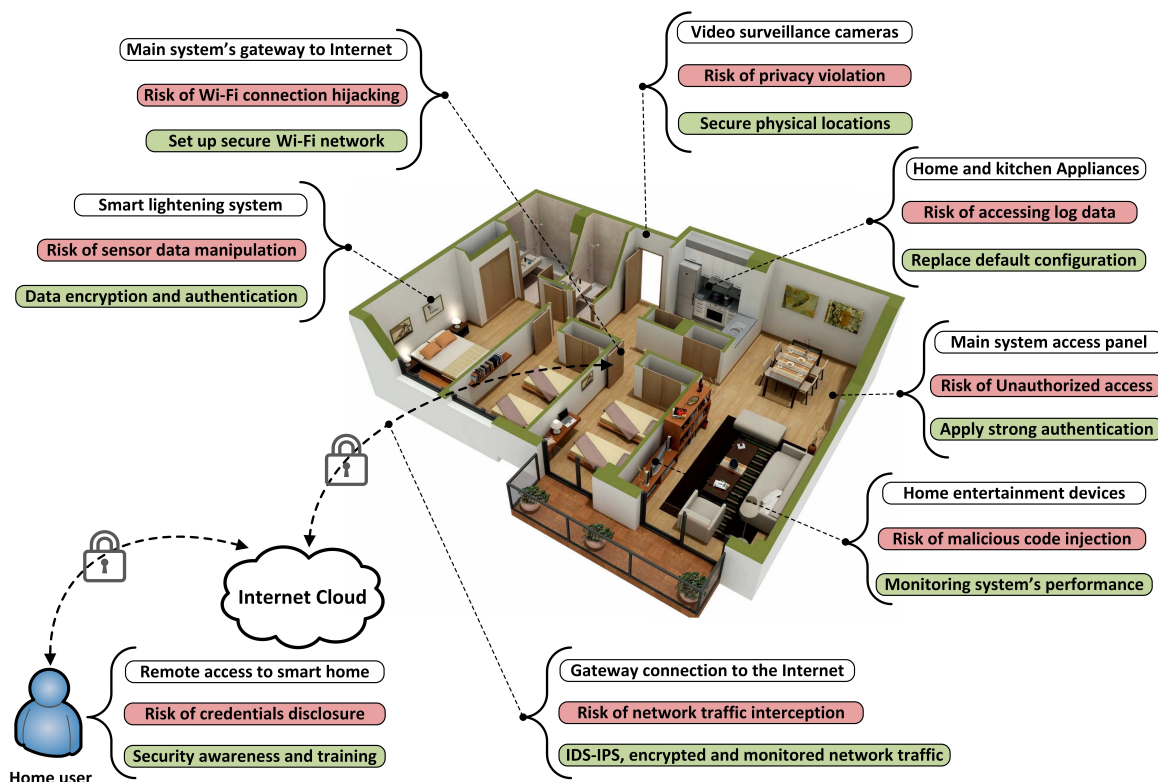 Main system's gateway to Internet
Risk of Wi-Fi connection hijacking
Set up secure Wi-Fi network
Video surveillance cameras
Risk of privacy violation
Secure physical locations
Smart lightening system
Risk of sensor data manipulation
Data encryption and authentication
Home and kitchen Appliances
Risk of accessing log data
Replace default configuration
Main system access panel
Risk of Unauthorized access
Apply strong authentication
Home entertainment devices
Risk of malicious code injection
Monitoring system's performance
Internet Cloud
Remote access to smart home
Risk of credentials disclosure
Security awareness and training
Home user
Gateway connection to the Internet
Risk of network traffic interception
IDS-IPS, encrypted and monitored network traffic